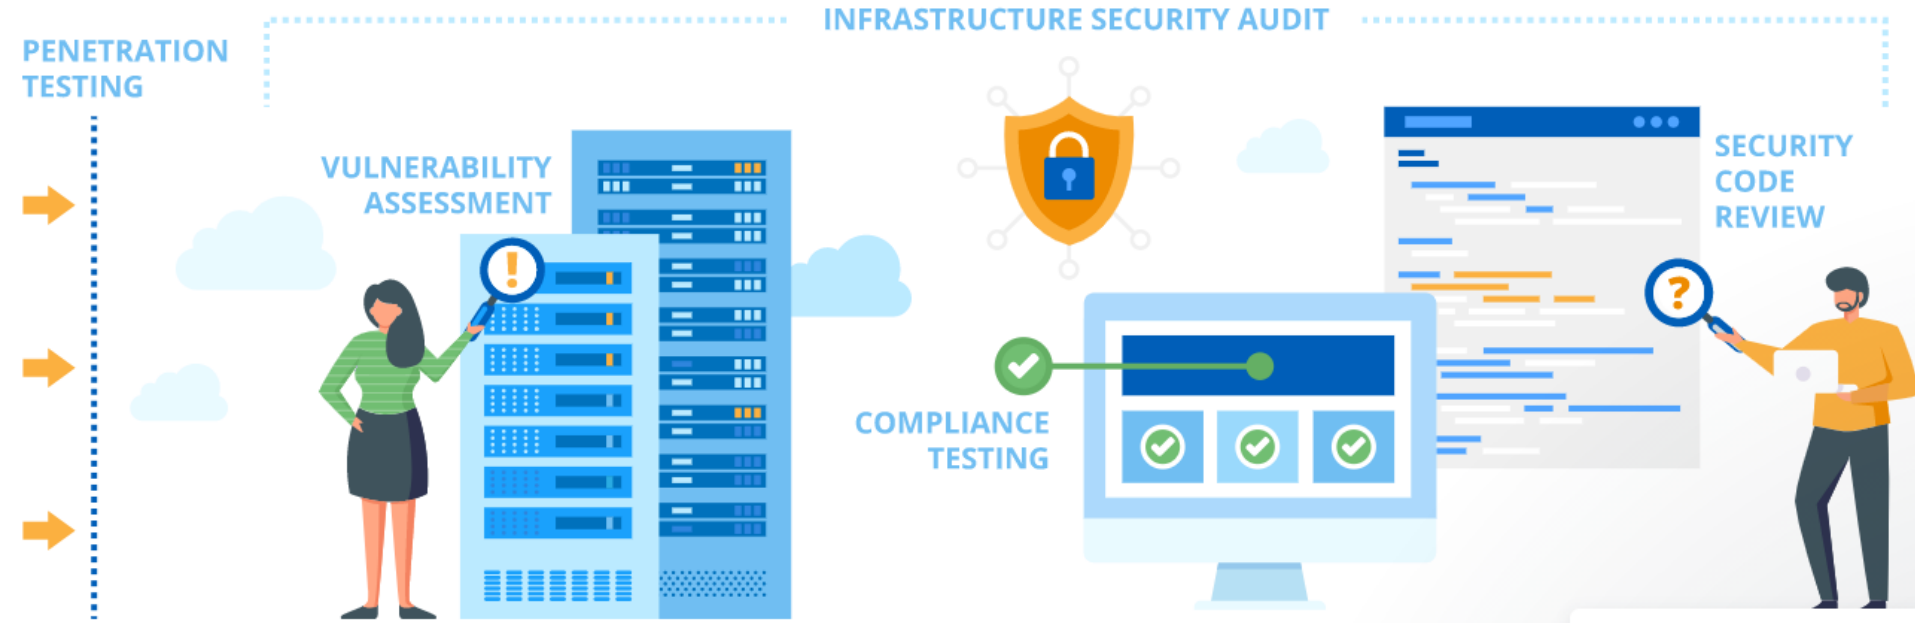 INFRASTRUCTURE SECURITY AUDIT
PENETRATION
TESTING
VULNERABILITY
ASSESSMENT
!
SECURITY
CODE
REVIEW
?
COMPLIANCE
TESTING